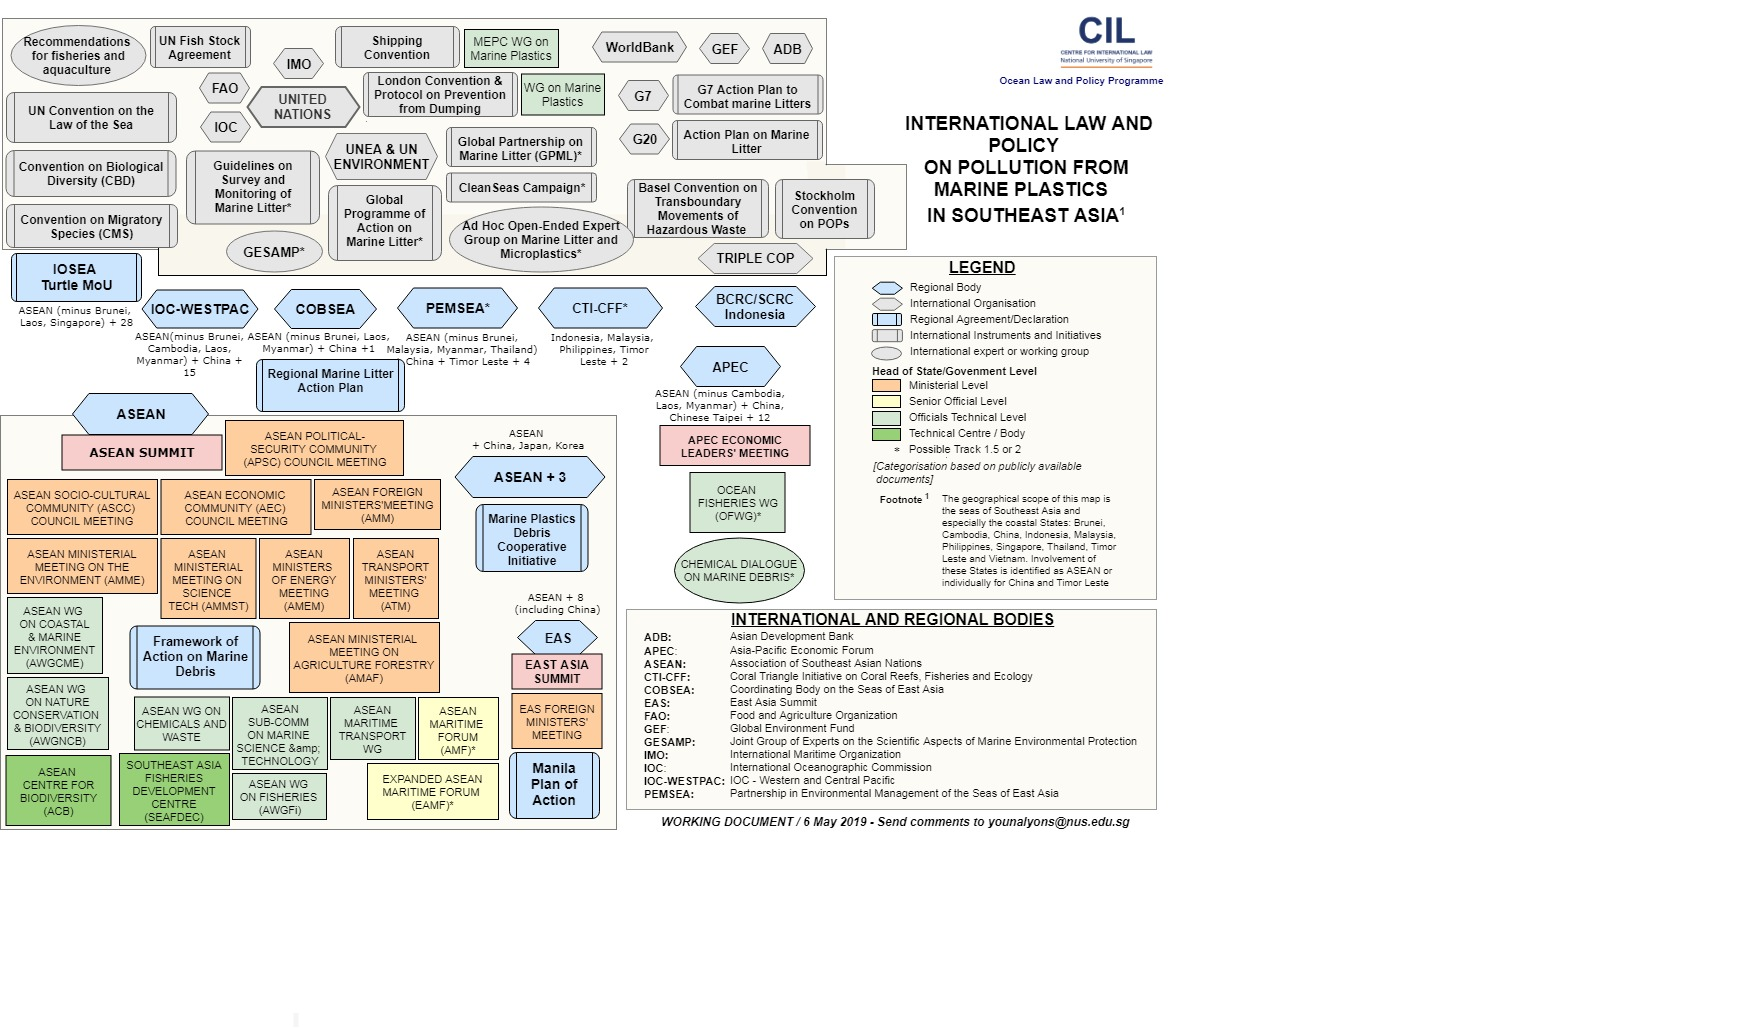 Recommendations
for fisheries and
aquaculture
UN Fish Stock
Agreement
IMO
Shipping
Convention
MEPC WG on
Marine Plastics
WorldBank
GEF
ADB
FAO
UNITED
NATIONS
London Convention &
Protocol on Prevention
from Dumping
WG on Marine
Plastics
G7
G7 Action Plan to
Combat marine Litters
UN Convention on the
Law of the Sea
IOC
UNEA & UN
ENVIRONMENT
Global Partnership on
Marine Litter (GPML)*
G20
Action Plan on Marine
Litter
Convention on Biological
Diversity (CBD)
Guidelines on
Survey and
Monitoring of
Marine Litter*
Global
Programme of
Action on
Marine Litter*
CleanSeas Campaign*
Basel Convention on
Transboundary
Movements of
Hazardous Waste
Stockholm
Convention
on POPs
Convention on Migratory
Species (CMS)
GESAMP*
Ad Hoc Open-Ended Expert
Group on Marine Litter and
Microplastics*
TRIPLE COP
CIL
CENTRE FOR INTERNATIONAL LAW
National University of Singapore
Ocean Law and Policy Programme
INTERNATIONAL LAW AND
POLICY
ON POLLUTION FROM
MARINE PLASTICS
IN SOUTHEAST ASIA1
IOSEA
Turtle MoU
ASEAN (minus Brunei,
Laos, Singapore) + 28
IOC-WESTPAC
ASEAN(minus Brunei,
Cambodia, Laos,
Myanmar) + China +
15
COBSEA
ASEAN (minus Brunei, Laos,
Myanmar) + China +1
Regional Marine Litter
Action Plan
PEMSEA*
ASEAN (minus Brunei,
Malaysia, Myanmar, Thailand)
China + Timor Leste + 4
CTI-CFF*
Indonesia, Malaysia,
Philippines, Timor
Leste + 2
BCRC/SCRC
Indonesia
APEC
ASEAN (minus Cambodia,
Laos, Myanmar) + China,
Chinese Taipei + 12
APEC ECONOMIC
LEADERS' MEETING
OCEAN
FISHERIES WG
(OFWG)*
CHEMICAL DIALOGUE
ON MARINE DEBRIS*
LEGEND
Regional Body
International Organisation
Regional Agreement/Declaration
International Instruments and Initiatives
International expert or working group
Head of State/Govenment Level
Ministerial Level
Senior Official Level
Officials Technical Level
Technical Centre / Body
* Possible Track 1.5 or 2
[Categorisation based on publicly available
documents]
Footnote 1
The geographical scope of this map is
the seas of Southeast Asia and
especially the coastal States: Brunei,
Cambodia, China, Indonesia, Malaysia,
Philippines, Singapore, Thailand, Timor
Leste and Vietnam. Involvement of
these States is identified as ASEAN or
individually for China and Timor Leste
ASEAN
ASEAN SUMMIT
ASEAN POLITICAL-
SECURITY COMMUNITY
(APSC) COUNCIL MEETING
ASEAN SOCIO-CULTURAL
COMMUNITY (ASCC)
COUNCIL MEETING
ASEAN ECONOMIC
COMMUNITY (AEC)
COUNCIL MEETING
ASEAN FOREIGN
MINISTERS'MEETING
(AMM)
ASEAN MINISTERIAL
MEETING ON THE
ENVIRONMENT (AMME)
ASEAN
MINISTERIAL
MEETING ON
SCIENCE
TECH (AMMST)
ASEAN
MINISTERS
OF ENERGY
MEETING
(AMEM)
ASEAN
TRANSPORT
MINISTERS'
MEETING
(ATM)
ASEAN WG
ON COASTAL
& MARINE
ENVIRONMENT
(AWGCME)
Framework of
Action on Marine
Debris
ASEAN MINISTERIAL
MEETING ON
AGRICULTURE FORESTRY
(AMAF)
ASEAN WG
ON NATURE
CONSERVATION
& BIODIVERSITY
(AWGNCB)
ASEAN WG ON
CHEMICALS AND
WASTE
ASEAN
SUB-COMM
ON MARINE
SCIENCE &amp;
TECHNOLOGY
ASEAN
MARITIME
TRANSPORT
WG
ASEAN
MARITIME
FORUM
(AMF)*
ASEAN
CENTRE FOR
BIODIVERSITY
(ACB)
SOUTHEAST ASIA
FISHERIES
DEVELOPMENT
CENTRE
(SEAFDEC)
ASEAN WG
ON FISHERIES
(AWGFi)
EXPANDED ASEAN
MARITIME FORUM
(EAMF)*
ASEAN
+ China, Japan, Korea
ASEAN + 3
Marine Plastics
Debris
Cooperative
Initiative
ASEAN + 8
(including China)
EAS
EAST ASIA
SUMMIT
EAS FOREIGN
MINISTERS'
MEETING
Manila
Plan of
Action
INTERNATIONAL AND REGIONAL BODIES
ADB: Asian Development Bank
APEC: Asia-Pacific Economic Forum
ASEAN: Association of Southeast Asian Nations
CTI-CFF: Coral Triangle Initiative on Coral Reefs, Fisheries and Ecology
COBSEA: Coordinating Body on the Seas of East Asia
EAS: East Asia Summit
FAO: Food and Agriculture Organization
GEF: Global Environment Fund
GESAMP: Joint Group of Experts on the Scientific Aspects of Marine Environmental Protection
IMO: International Maritime Organization
IOC: International Oceanographic Commission
IOC-WESTPAC: IOC - Western and Central Pacific
PEMSEA: Partnership in Environmental Management of the Seas of East Asia
WORKING DOCUMENT / 6 May 2019 - Send comments to younalyons@nus.edu.sg